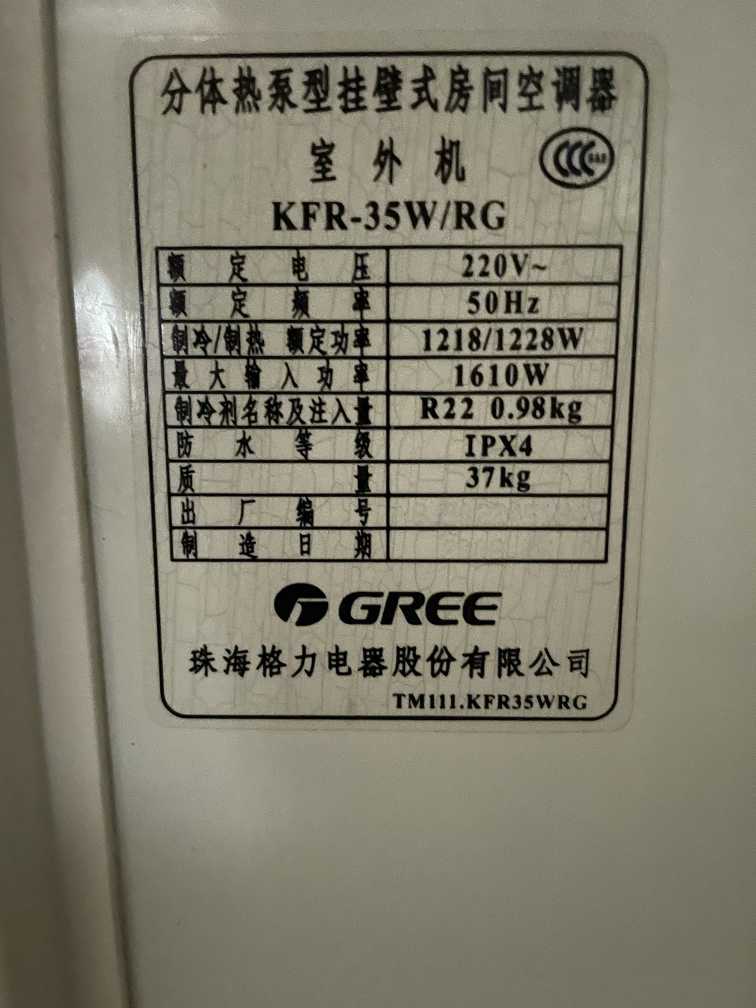 分体热泵型挂壁式房间空调器
室外机
CCC S&E
KFR-35W/RG
额定电压 220V~
额定频率 50Hz
制冷/制热 额定功率 1218/1228W
最大输入功率 1610W
制冷剂名称及注入量 R22 0.98kg
防水等级 IPX4
质量 37kg
出厂编号
制造日期
GREE
珠海格力电器股份有限公司
TM111.KFR35WRG